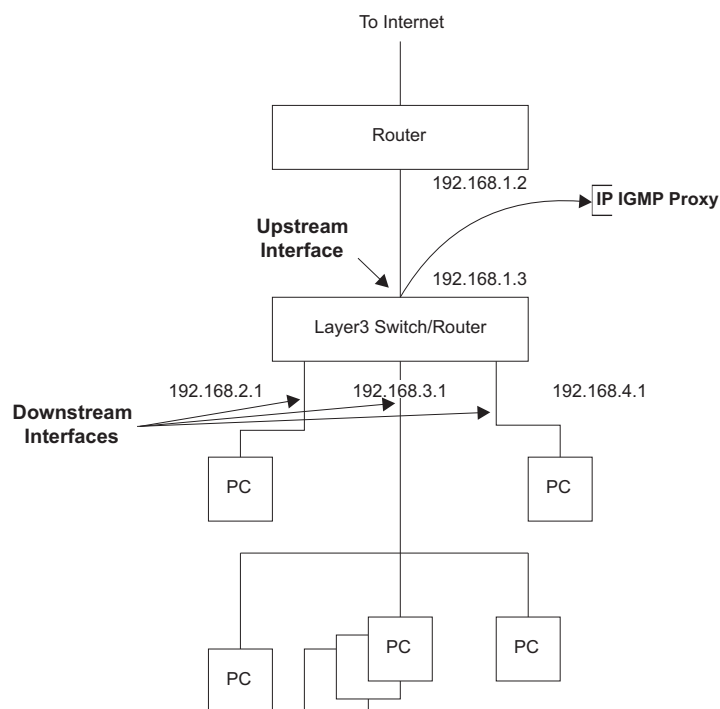 To Internet
Router
192.168.1.2
IP IGMP Proxy
Upstream
Interface
192.168.1.3
Layer3 Switch/Router
192.168.2.1
192.168.3.1
192.168.4.1
Downstream
Interfaces
PC
PC
PC
PC
PC